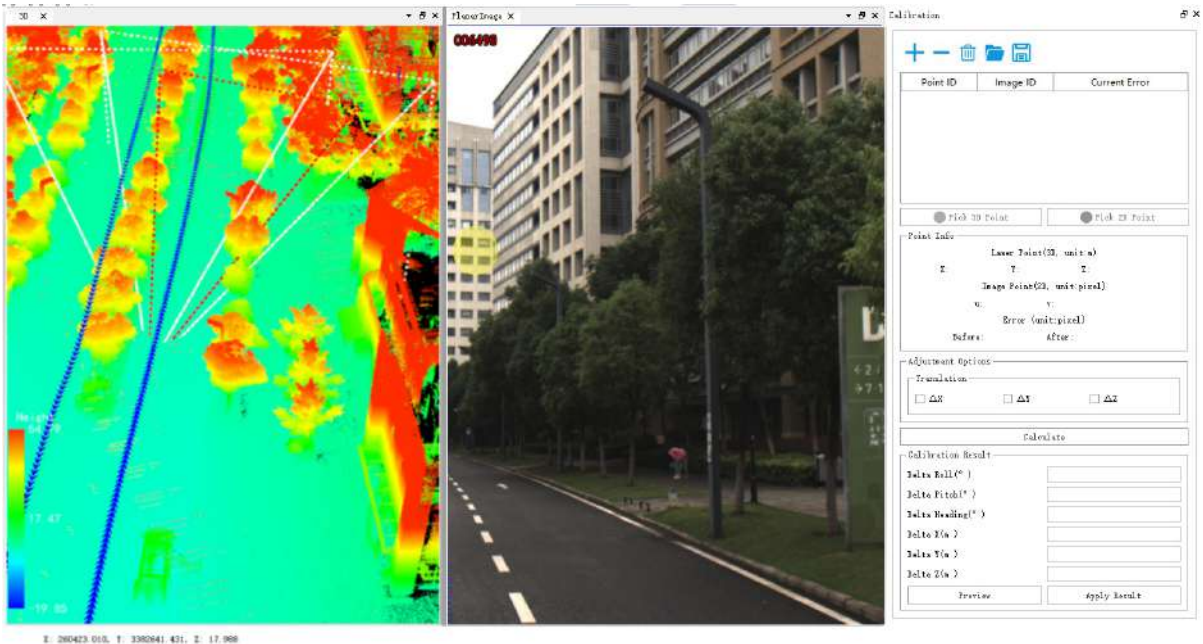 3D
PlanarImage
Calibration
006498
Point ID Image ID Current Error
Pick 3D Point Pick 2D Point
Point Info
Laser Point(3D, unit:m)
X: Y: Z:
Image Point(2D, unit:pixel)
u: v:
Error (unit:pixel)
Before: After:
Adjustment Options
Translation
ΔX ΔY ΔZ
Calculate
Calibration Result
Delta Roll(°)
Delta Pitch(°)
Delta Heading(°)
Delta X(m)
Delta Y(m)
Delta Z(m)
Preview Apply Result
Height
17.47
-19.85
X: 260423.010, Y: 3382641.431, Z: 17.988